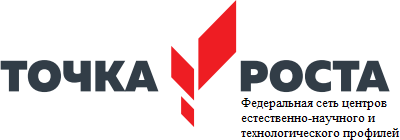 ТОЧКА РОСТА
Федеральная сеть центров
естественно-научного и
технологического профилей